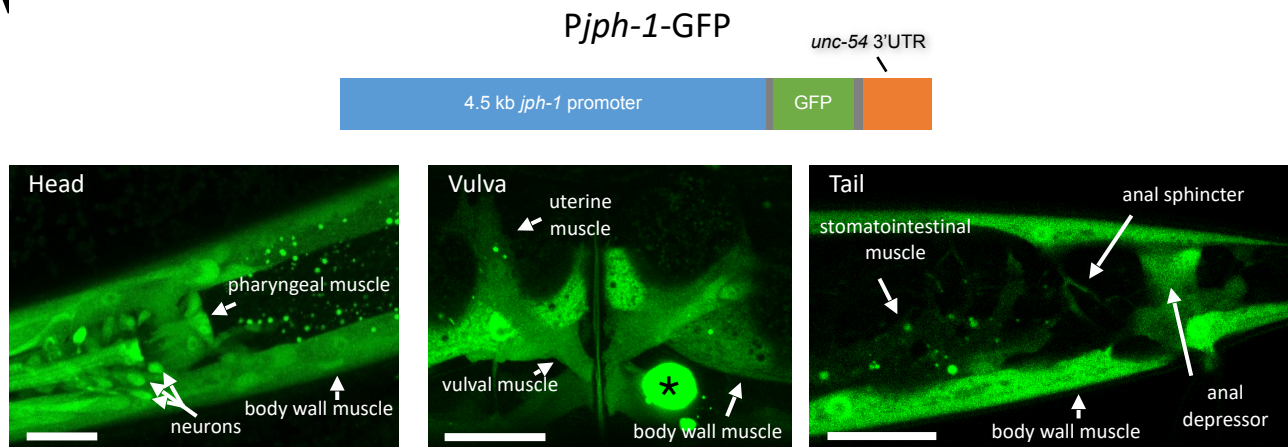 Pjph-1-GFP
unc-54 3'UTR
4.5 kb jph-1 promoter
GFP
Head
pharyngeal muscle
body wall muscle
neurons
Vulva
uterine
muscle
vulval muscle
*
body wall muscle
Tail
anal sphincter
stomatointestinal
muscle
anal
depressor
body wall muscle